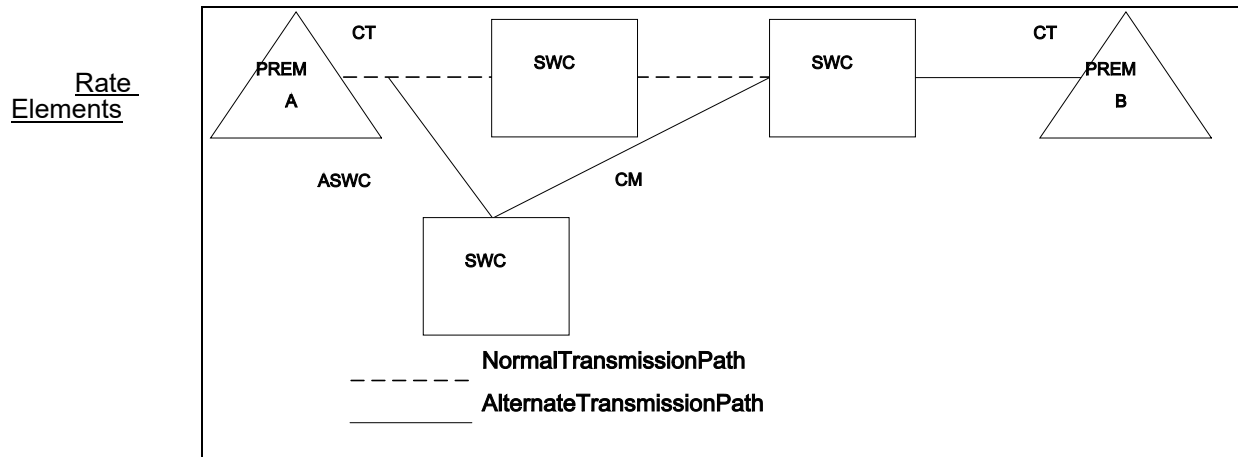 Rate
Elements
CT
CT
PREM
A
SWC
SWC
PREM
B
ASWC
CM
SWC
NormalTransmissionPath
AlternateTransmissionPath